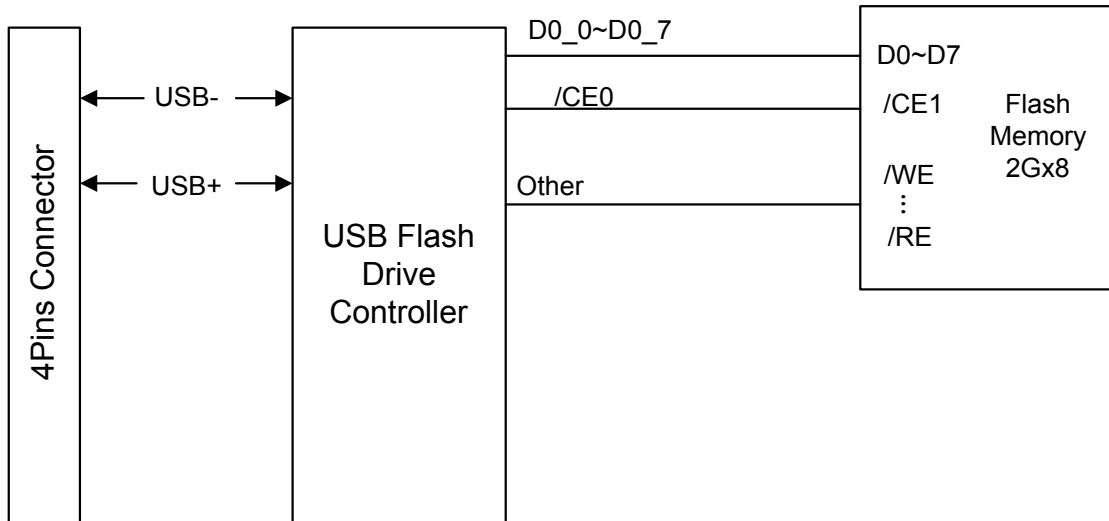 4Pins Connector
USB-
USB+
USB Flash
Drive
Controller
D0_0~D0_7
/CE0
Other
D0~D7
/CE1
/WE
⋮
/RE
Flash
Memory
2Gx8